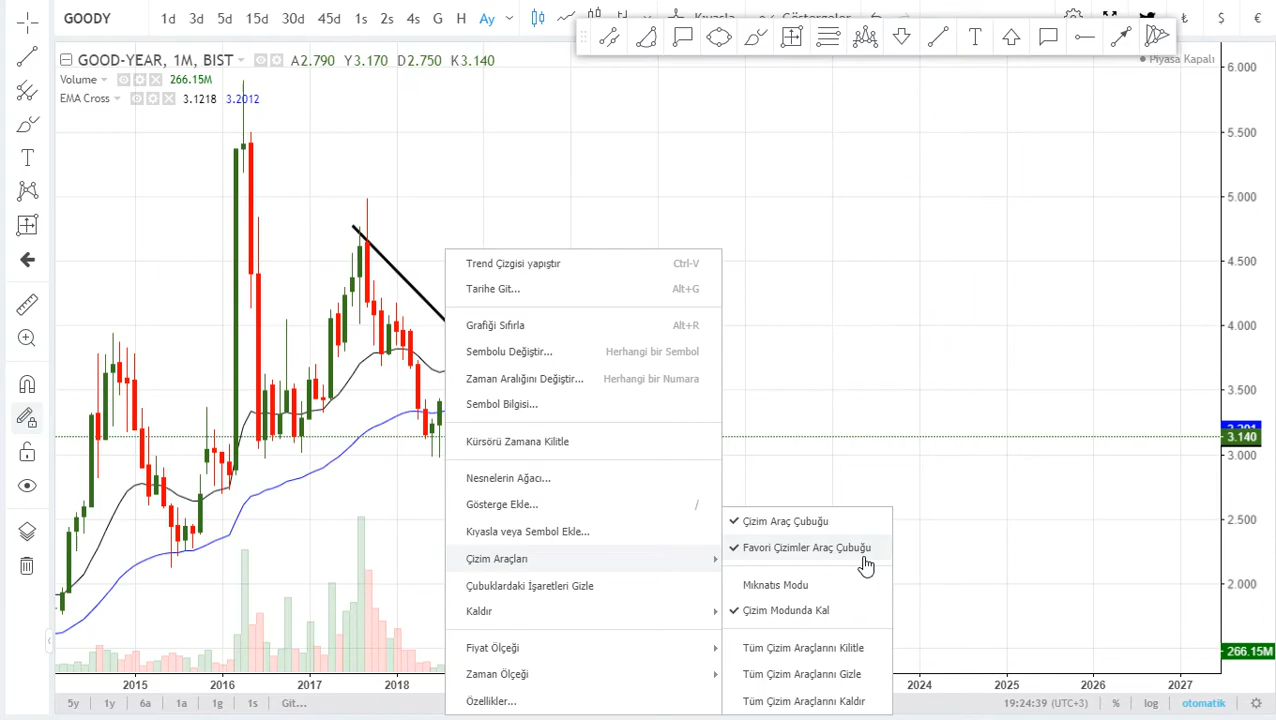 GOODY
1d 3d 5d 15d 30d 45d 1s 2s 4s G H Ay
Kıyasla Göstergeler
₺ $ €
GOOD-YEAR, 1M, BIST A2.790 Y3.170 D2.750 K3.140
Piyasa Kapalı
Volume 266.15M
EMA Cross 3.1218 3.2012
6.000
5.500
5.000
4.500
4.000
3.500
3.140
3.000
2.500
2.000
266.15M
Trend Çizgisi yapıştır Ctrl-V
Tarihe Git... Alt+G
Grafiği Sıfırla Alt+R
Sembolu Değiştir... Herhangi bir Sembol
Zaman Aralığını Değiştir... Herhangi bir Numara
Sembol Bilgisi...
Kürsörü Zamana Kilitle
Nesnelerin Ağacı...
Gösterge Ekle... /
Kıyasla veya Sembol Ekle...
Çizim Araçları
Çubuklardaki İşaretleri Gizle
Kaldır
Fiyat Ölçeği
Zaman Ölçeği
Özellikler...
Çizim Araç Çubuğu
Favori Çizimler Araç Çubuğu
Mıknatıs Modu
Çizim Modunda Kal
Tüm Çizim Araçlarını Kilitle
Tüm Çizim Araçlarını Gizle
Tüm Çizim Araçlarını Kaldır
2015 2016 2017 2018 2024 2025 2026 2027
5y 1y 6a 1a 1g 1s Git...
19:24:39 (UTC+3) % log otomatik